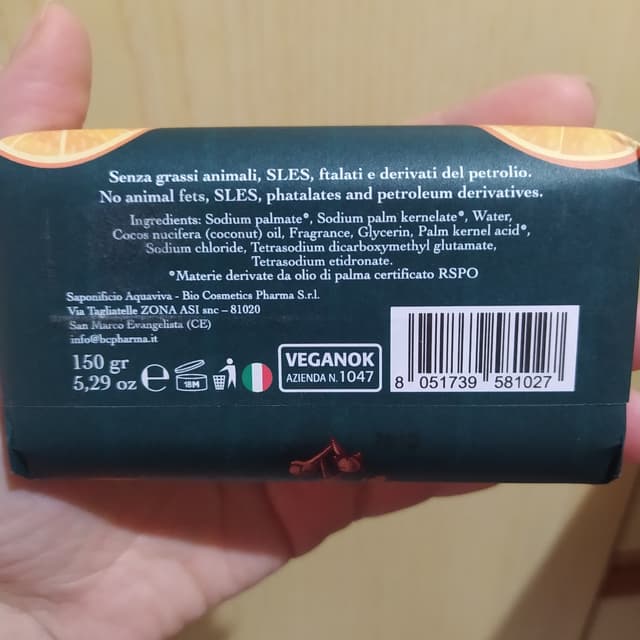 Senza grassi animali, SLES, ftalati e derivati del petrolio.
No animal fets, SLES, phatalates and petroleum derivatives.
Ingredients: Sodium palmate*, Sodium palm kernelate*, Water,
Cocos nucifera (coconut) oil, Fragrance, Glycerin, Palm kernel acid*,
Sodium chloride, Tetrasodium dicarboxymethyl glutamate,
Tetrasodium etidronate.
*Materie derivate da olio di palma certificato RSPO
Saponificio Aquaviva - Bio Cosmetics Pharma S.r.l.
Via Tagliatelle ZONA ASI snc – 81020
San Marco Evangelista (CE)
info@bcpharma.it
150 gr
5,29 oz
18M
VEGANOK
AZIENDA N. 1047
8 051739 581027